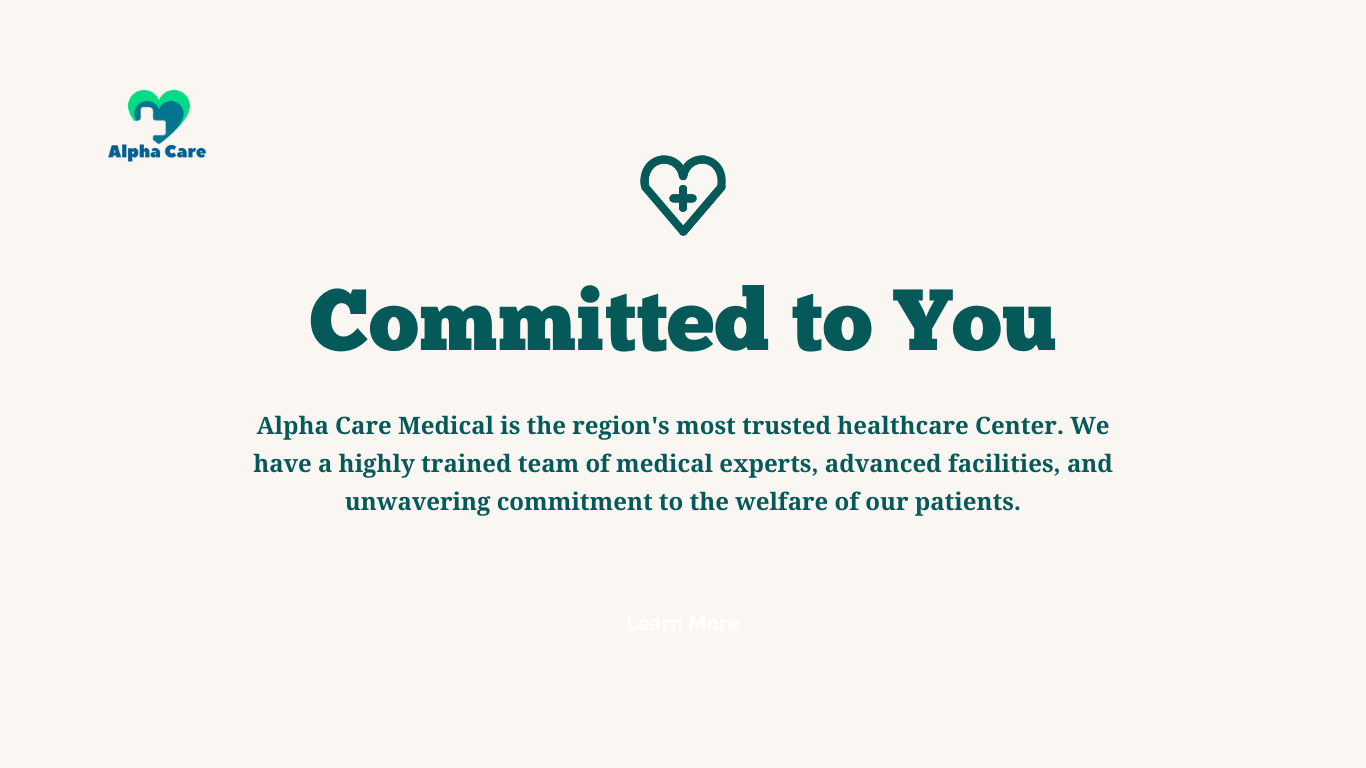 Alpha Care
Committed to You
Alpha Care Medical is the region's most trusted healthcare Center. We
have a highly trained team of medical experts, advanced facilities, and
unwavering commitment to the welfare of our patients.
Learn More